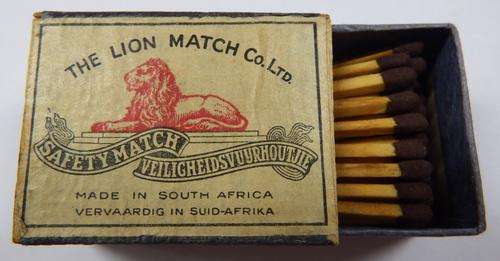 THE LION MATCH Co. LTD.
SAFETY MATCH
VEILIGHEIDSVUURHOUTJIE
MADE IN SOUTH AFRICA
VERVAARDIG IN SUID-AFRIKA